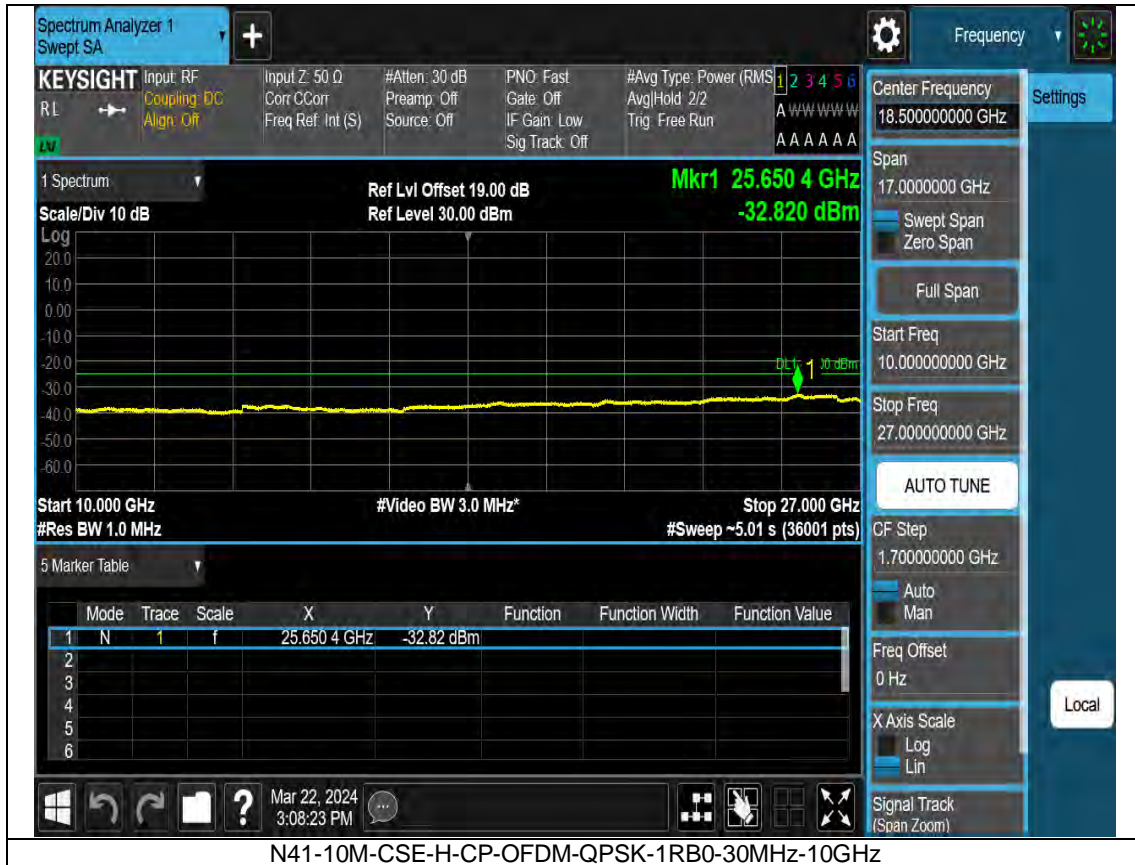 Spectrum Analyzer 1
Swept SA
Frequency
KEYSIGHT Input: RF Input Z: 50 Ω #Atten: 30 dB PNO: Fast #Avg Type: Power (RMS 1 2 3 4 5 6
RL Coupling: DC Corr CCorr Preamp: Off Gate: Off Avg|Hold: 2/2 A W W W W W
Align: Off Freq Ref: Int (S) Source: Off IF Gain: Low Trig: Free Run
Sig Track: Off A A A A A A
1 Spectrum
Ref Lvl Offset 19.00 dB
Mkr1 25.650 4 GHz
Scale/Div 10 dB
Ref Level 30.00 dBm
-32.820 dBm
Log
20.0
10.0
0.00
-10.0
-20.0
-30.0
-40.0
-50.0
-60.0
1
Start 10.000 GHz #Video BW 3.0 MHz* Stop 27.000 GHz
#Res BW 1.0 MHz #Sweep ~5.01 s (36001 pts)
5 Marker Table
Mode Trace Scale X Y Function Function Width Function Value
1 N 1 f 25.650 4 GHz -32.82 dBm
2
3
4
5
6
Mar 22, 2024
3:08:23 PM
Center Frequency
18.500000000 GHz
Settings
Span
17.0000000 GHz
Swept Span
Zero Span
Full Span
Start Freq
10.000000000 GHz
Stop Freq
27.000000000 GHz
AUTO TUNE
CF Step
1.700000000 GHz
Auto
Man
Freq Offset
0 Hz
X Axis Scale
Log
Lin
Local
Signal Track
(Span Zoom)
N41-10M-CSE-H-CP-OFDM-QPSK-1RB0-30MHz-10GHz